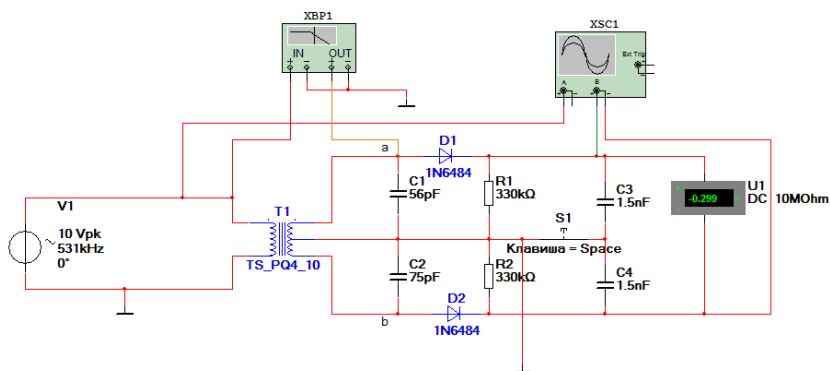 XBP1
XSC1
IN OUT
Ext Trig
A
B
a
D1
1N6484
V1
10 Vpk
531kHz
0°
T1
TS_PQ4_10
C1
56pF
R1
330kΩ
C3
1.5nF
-0.299
U1
DC 10MOhm
S1
Клавиша = Space
C2
75pF
R2
330kΩ
C4
1.5nF
D2
b
1N6484